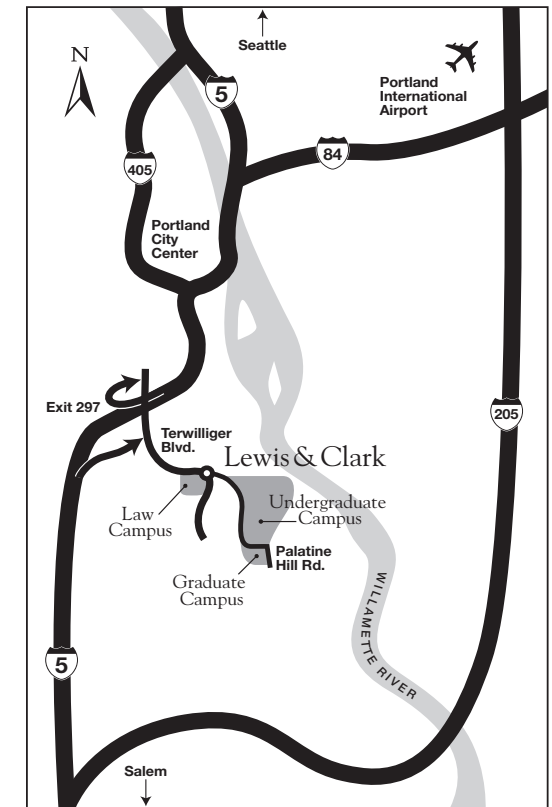 Seattle
N
5
Portland
International
Airport
84
405
Portland
City
Center
Exit 297
205
Terwilliger
Blvd.
Lewis & Clark
Law
Campus
Undergraduate
Campus
Palatine
Hill Rd.
Graduate
Campus
WILLAMETTE RIVER
5
Salem